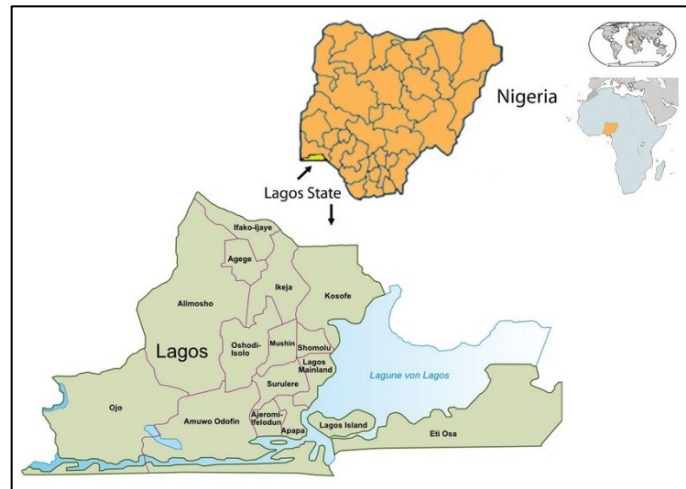 Nigeria
Lagos State
Ifako-Ijaye
Agege
Ikeja
Kosofe
Alimosho
Lagos
Oshodi-
Isolo
Mushin
Shomolu
Lagos
Mainland
Lagune von Lagos
Surulere
Ojo
Amuwo Odofin
Ajeromi-
Ifelodun
Apapa
Lagos Island
Eti Osa